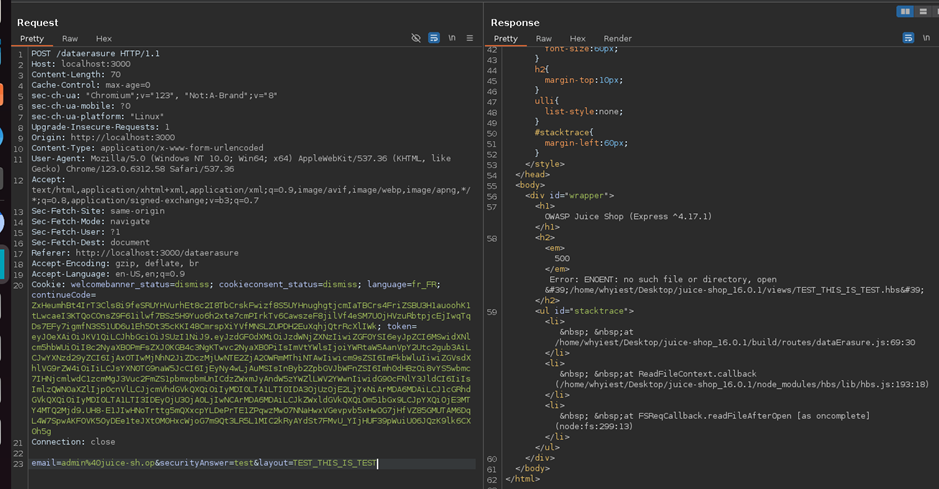 Request
Pretty Raw Hex
\n
1 POST /dataerasure HTTP/1.1
2 Host: localhost:3000
3 Content-Length: 70
4 Cache-Control: max-age=0
5 sec-ch-ua: "Chromium";v="123", "Not:A-Brand";v="8"
6 sec-ch-ua-mobile: ?0
7 sec-ch-ua-platform: "Linux"
8 Upgrade-Insecure-Requests: 1
9 Origin: http://localhost:3000
10 Content-Type: application/x-www-form-urlencoded
11 User-Agent: Mozilla/5.0 (Windows NT 10.0; Win64; x64) AppleWebKit/537.36 (KHTML, like
Gecko) Chrome/123.0.6312.58 Safari/537.36
12 Accept:
text/html,application/xhtml+xml,application/xml;q=0.9,image/avif,image/webp,image/apng,*/
*;q=0.8,application/signed-exchange;v=b3;q=0.7
13 Sec-Fetch-Site: same-origin
14 Sec-Fetch-Mode: navigate
15 Sec-Fetch-User: ?1
16 Sec-Fetch-Dest: document
17 Referer: http://localhost:3000/dataerasure
18 Accept-Encoding: gzip, deflate, br
19 Accept-Language: en-US,en;q=0.9
20 Cookie: welcomebanner_status=dismiss; cookieconsent_status=dismiss; language=fr_FR;
continueCode=
token=
21 Connection: close
22
23 email=admin%40juice-sh.op&securityAnswer=test&layout=TEST_THIS_IS_TEST
Response
Pretty Raw Hex Render
\n
42 font-size:60px;
43 }
44 h2{
45 margin-top:10px;
46 }
47 ulli{
48 list-style:none;
49 }
50 #stacktrace{
51 margin-left:60px;
52 }
53 </style>
54 </head>
55 <body>
56 <div id="wrapper">
57 <h1>
OWASP Juice Shop (Express ^4.17.1)
</h1>
58 <h2>
<em>
500
</em>
Error: ENOENT: no such file or directory, open
&#39;/home/whyiest/Desktop/juice-shop_16.0.1/views/TEST_THIS_IS_TEST.hbs&#39;
</h2>
59 <ul id="stacktrace">
<li>
&nbsp; &nbsp;at
/home/whyiest/Desktop/juice-shop_16.0.1/build/routes/dataErasure.js:69:30
</li>
<li>
&nbsp; &nbsp;at ReadFileContext.callback
(/home/whyiest/Desktop/juice-shop_16.0.1/node_modules/hbs/lib/hbs.js:193:18)
</li>
<li>
&nbsp; &nbsp;at FSReqCallback.readFileAfterOpen [as oncomplete]
(node:fs:299:13)
</li>
</ul>
60 </div>
61 </body>
62 </html>